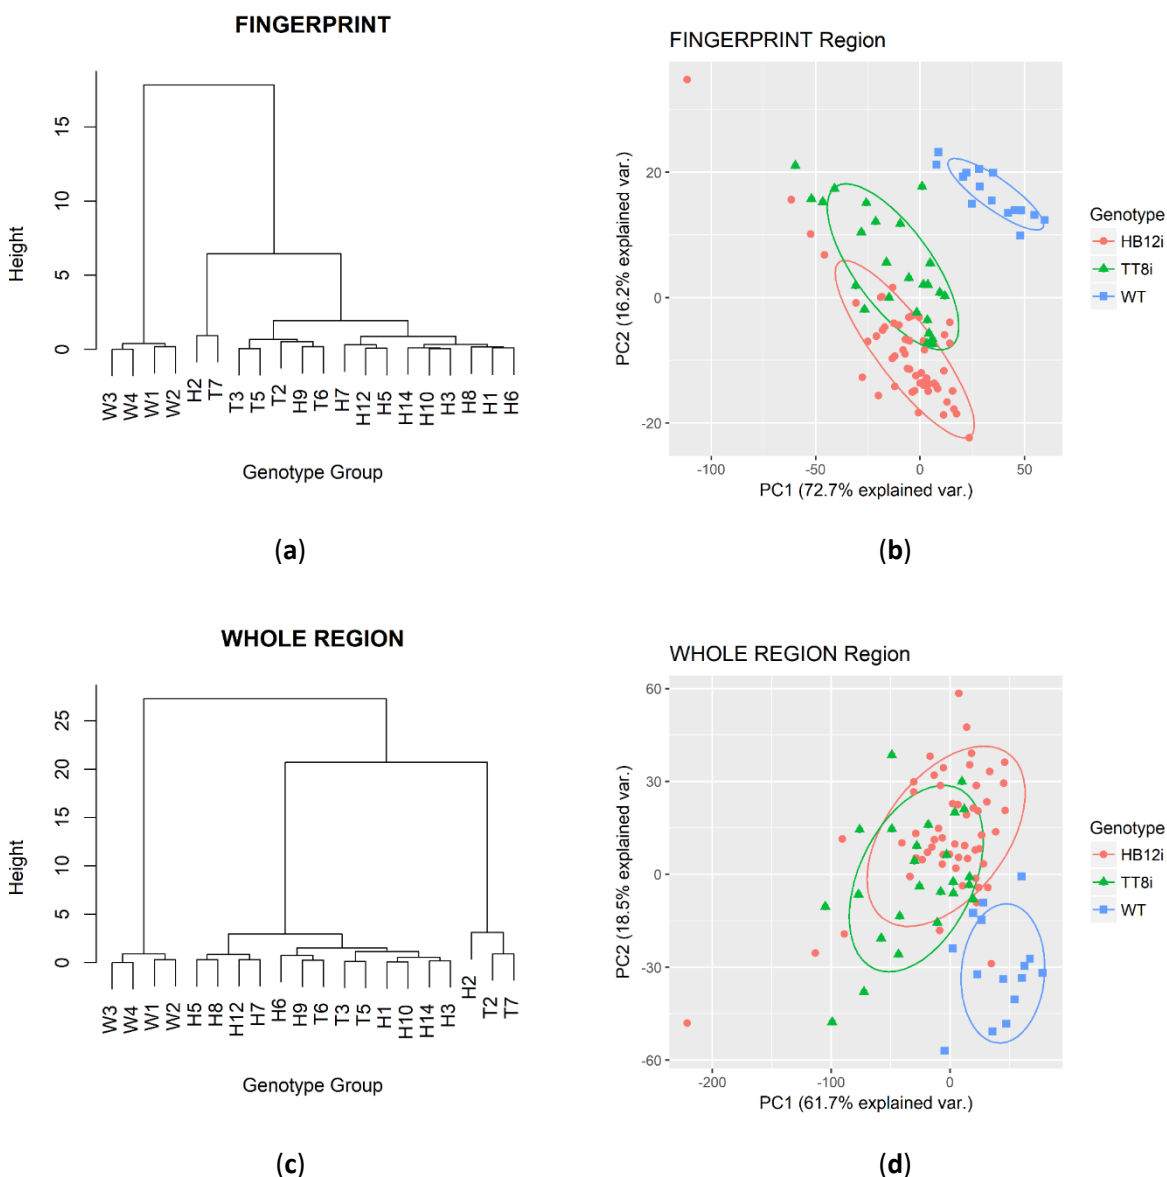 FINGERPRINT
Height
15
10
5
0
W3 W4 W1 W2 H2 T7 T3 T5 T2 H9 T6 H7 H12 H5 H14 H10 H3 H8 H1 H6
Genotype Group
(a)
FINGERPRINT Region
PC2 (16.2% explained var.)
20
0
-20
-100 -50 0 50
PC1 (72.7% explained var.)
Genotype
HB12i
TT8i
WT
(b)
WHOLE REGION
Height
25
20
15
10
5
0
W3 W4 W1 W2 H5 H8 H12 H7 H6 H9 T6 T3 T5 H1 H10 H14 H3 H2 T2 T7
Genotype Group
(c)
WHOLE REGION Region
PC2 (18.5% explained var.)
60
30
0
-30
-60
-200 -100 0
PC1 (61.7% explained var.)
Genotype
HB12i
TT8i
WT
(d)